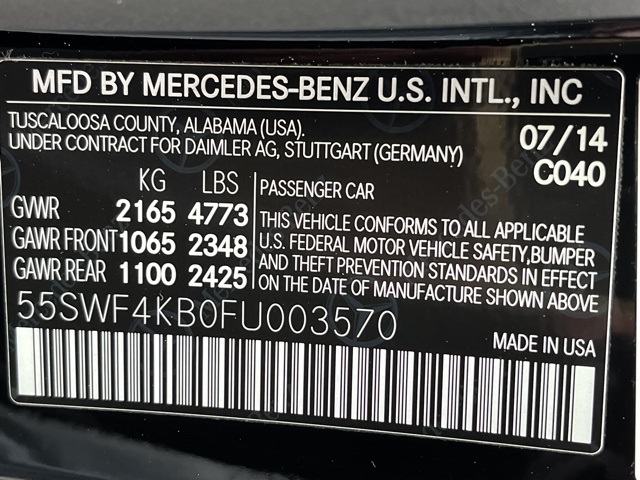 MFD BY MERCEDES-BENZ U.S. INTL., INC
TUSCALOOSA COUNTY, ALABAMA (USA).
UNDER CONTRACT FOR DAIMLER AG, STUTTGART (GERMANY)
07/14
C040
KG LBS
GVWR 2165 4773
GAWR FRONT 1065 2348
GAWR REAR 1100 2425
PASSENGER CAR
THIS VEHICLE CONFORMS TO ALL APPLICABLE
U.S. FEDERAL MOTOR VEHICLE SAFETY,BUMPER
AND THEFT PREVENTION STANDARDS IN EFFECT
ON THE DATE OF MANUFACTURE SHOWN ABOVE.
55SWF4KB0FU003570
MADE IN USA